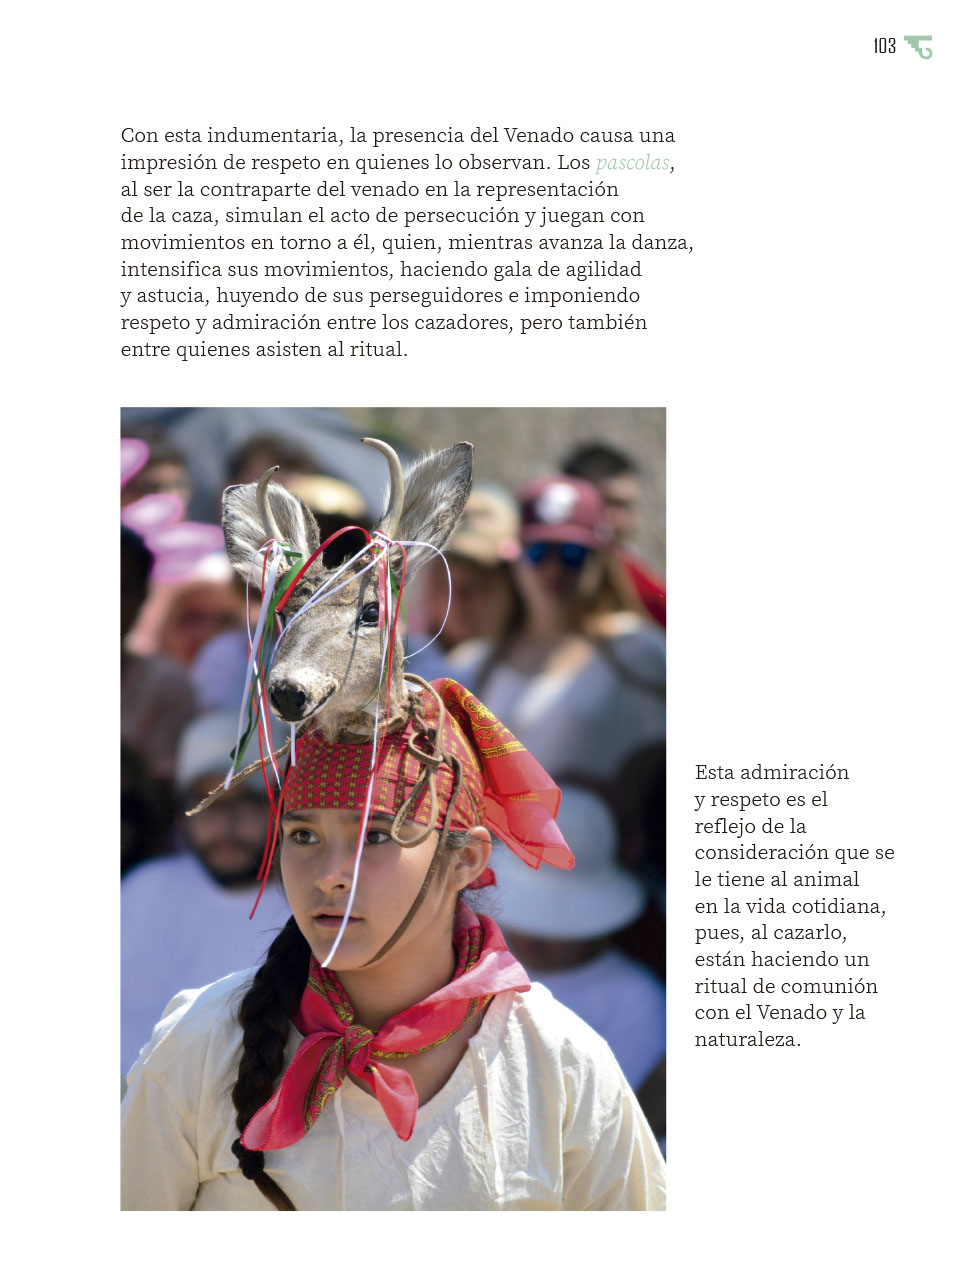 103
Con esta indumentaria, la presencia del Venado causa una
impresión de respeto en quienes lo observan. Los pascolas,
al ser la contraparte del venado en la representación
de la caza, simulan el acto de persecución y juegan con
movimientos en torno a él, quien, mientras avanza la danza,
intensifica sus movimientos, haciendo gala de agilidad
y astucia, huyendo de sus perseguidores e imponiendo
respeto y admiración entre los cazadores, pero también
entre quienes asisten al ritual.
Esta admiración
y respeto es el
reflejo de la
consideración que se
le tiene al animal
en la vida cotidiana,
pues, al cazarlo,
están haciendo un
ritual de comunión
con el Venado y la
naturaleza.